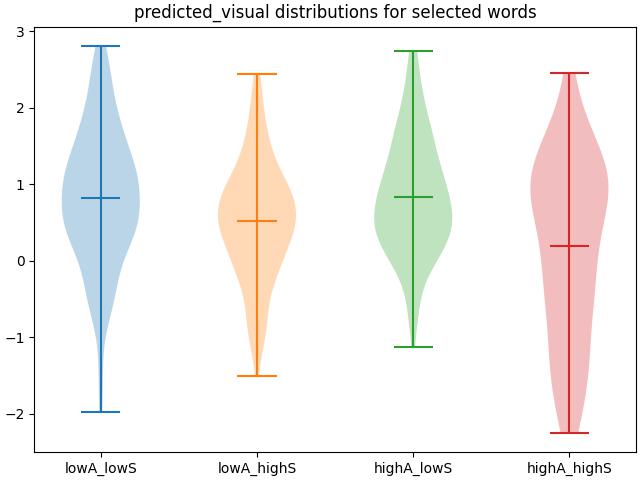 predicted_visual distributions for selected words
3
2
1
0
−1
−2
lowA_lowS
lowA_highS
highA_lowS
highA_highS